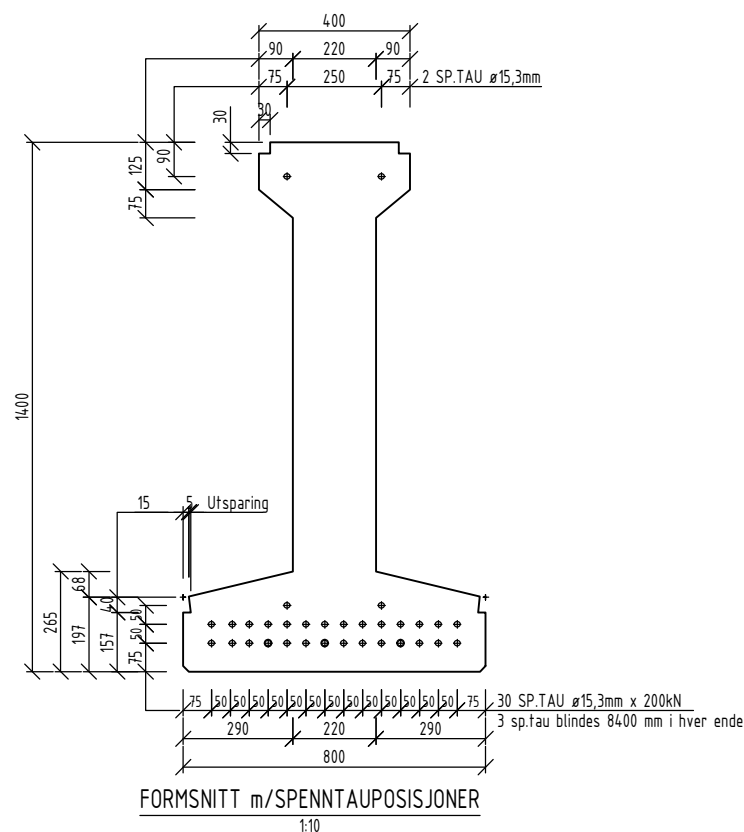 400
90 220 90
75 250 75 2 SP.TAU ø15,3mm
30
30
125
90
75
1400
15 5 Utsparing
68
40
50
50
75
265
197
157
75 50 50 50 50 50 50 50 50 50 50 50 50 50 75 30 SP.TAU ø15,3mm x 200kN
3 sp.tau blindes 8400 mm i hver ende
290 220 290
800
FORMSNITT m/SPENNTAUPOSISJONER
1:10